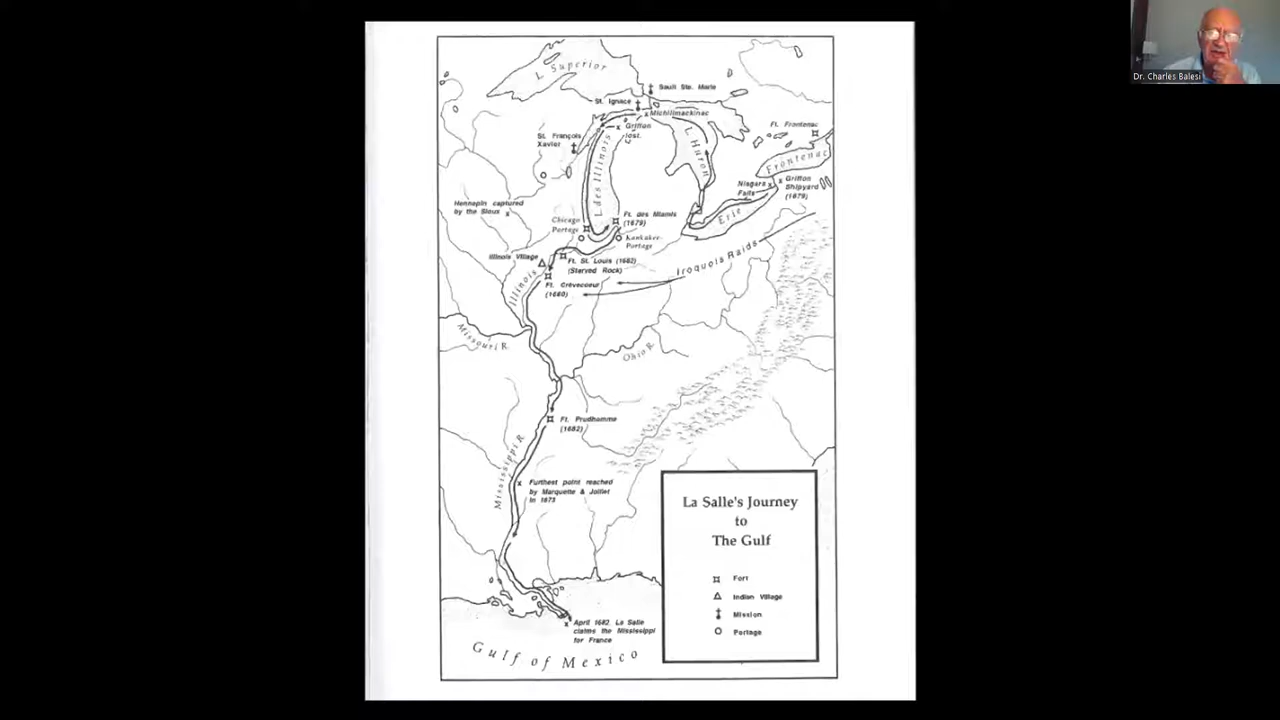 Dr. Charles Balesi
L. Superior
Sault Ste. Marie
St. Ignace
Michilimackinac
Griffon
lost.
Ft. Frontenac
St. François
Xavier
L. des Illinois
L. Huron
Frontenac
Niagara
Falls
Griffon
Shipyard
(1679)
Hennepin captured
by the Sioux
Erie
Chicago
Portage
Ft. des Miamis
(1679)
Kankakee
Portage
Illinois Village
Ft. St. Louis (1682)
(Starved Rock)
Iroquois Raids
Illinois
Ft. Crèvecoeur
(1680)
Missouri R.
Ohio R.
Ft. Prudhomme
(1682)
Mississippi R.
Furthest point reached
by Marquette & Jolliet
in 1673
La Salle's Journey
to
The Gulf
Fort
Indian Village
Mission
Portage
April 1682, La Salle
claims the Mississippi
for France
Gulf of Mexico